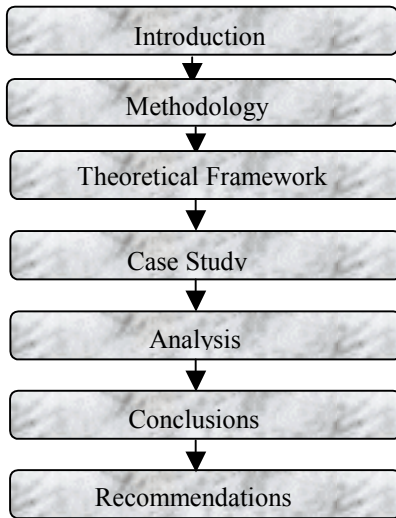 Introduction
Methodology
Theoretical Framework
Case Study
Analysis
Conclusions
Recommendations